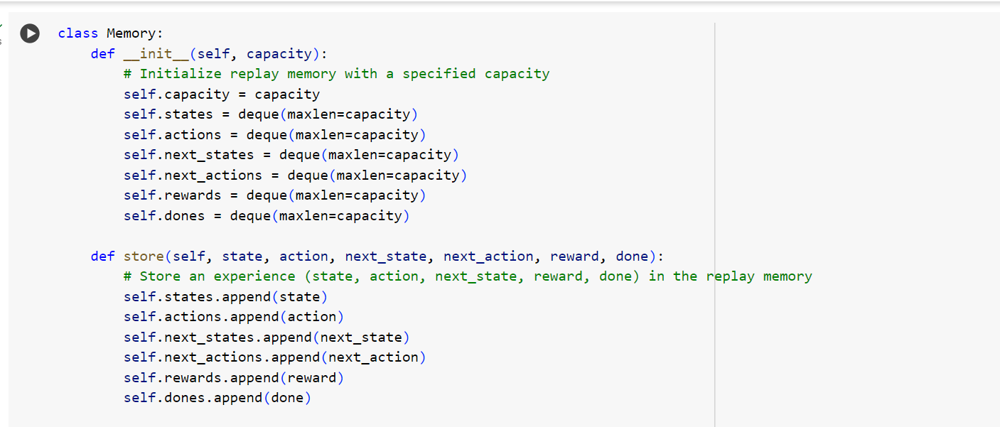 class Memory:
    def __init__(self, capacity):
        # Initialize replay memory with a specified capacity
        self.capacity = capacity
        self.states = deque(maxlen=capacity)
        self.actions = deque(maxlen=capacity)
        self.next_states = deque(maxlen=capacity)
        self.next_actions = deque(maxlen=capacity)
        self.rewards = deque(maxlen=capacity)
        self.dones = deque(maxlen=capacity)

    def store(self, state, action, next_state, next_action, reward, done):
        # Store an experience (state, action, next_state, reward, done) in the replay memory
        self.states.append(state)
        self.actions.append(action)
        self.next_states.append(next_state)
        self.next_actions.append(next_action)
        self.rewards.append(reward)
        self.dones.append(done)